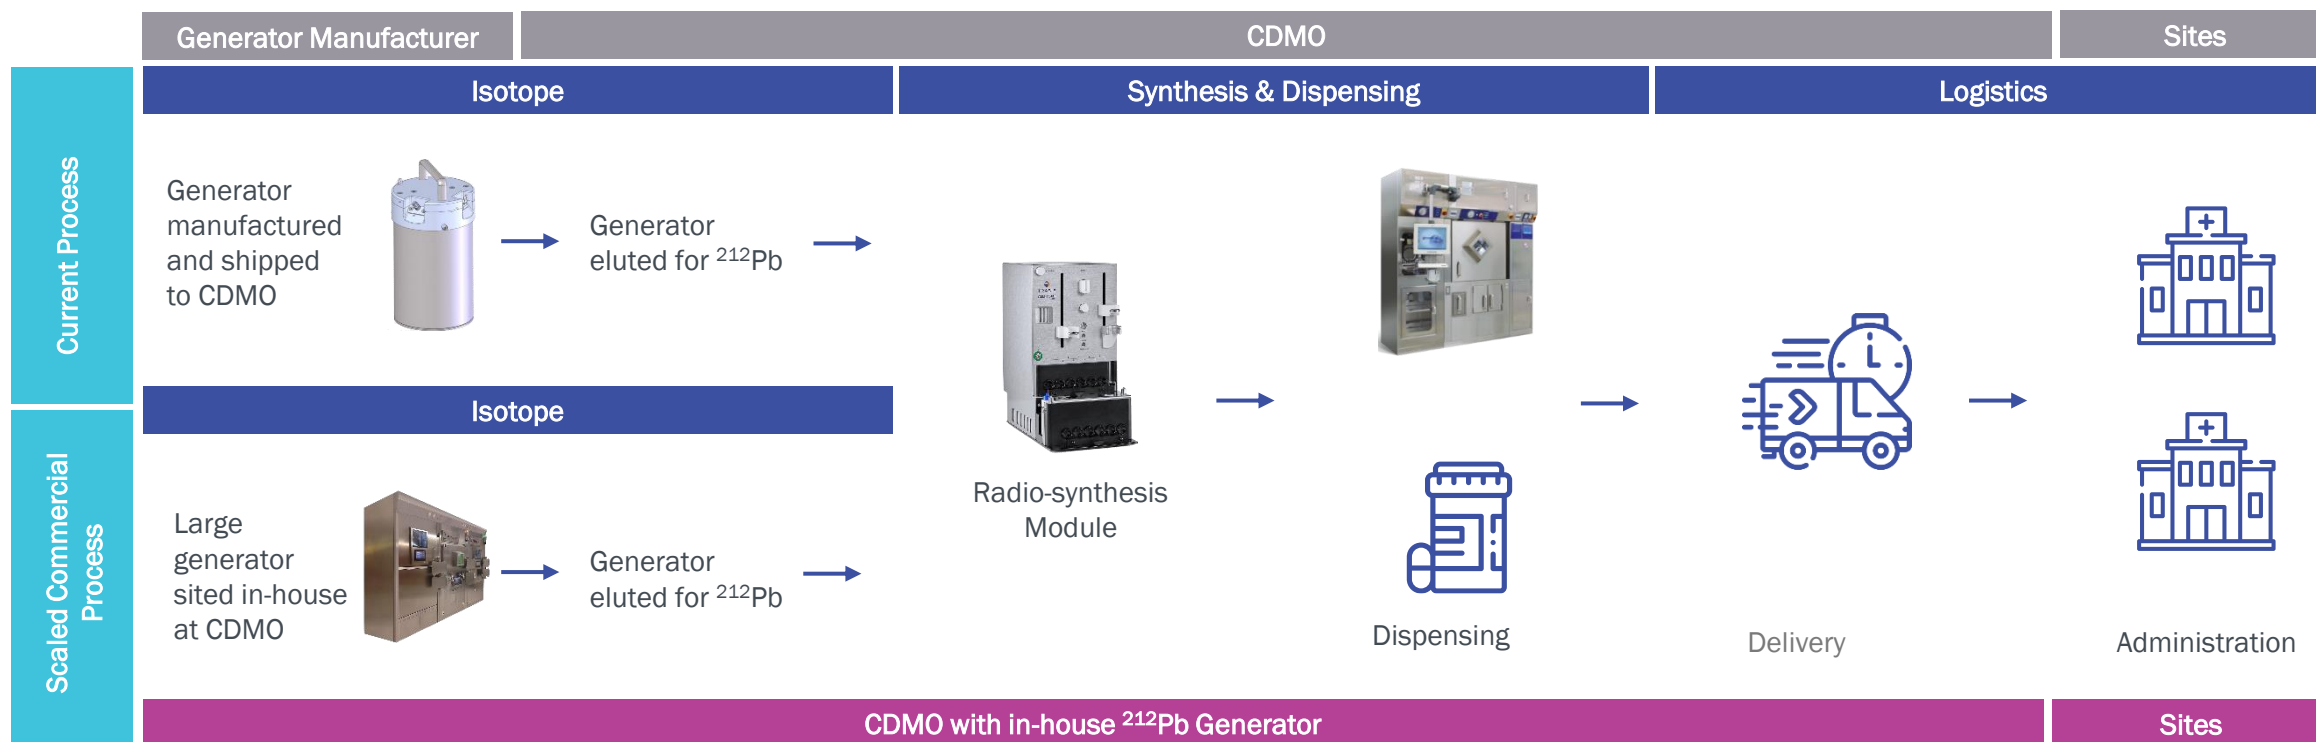 Generator Manufacturer
CDMO
Sites
Isotope
Synthesis & Dispensing
Logistics
Current Process
Generator
manufactured
and shipped
to CDMO
Generator
eluted for ²¹²Pb
Isotope
Scaled Commercial
Process
Large
generator
sited in-house
at CDMO
Generator
eluted for ²¹²Pb
Radio-synthesis
Module
Dispensing
Delivery
Administration
CDMO with in-house ²¹²Pb Generator
Sites